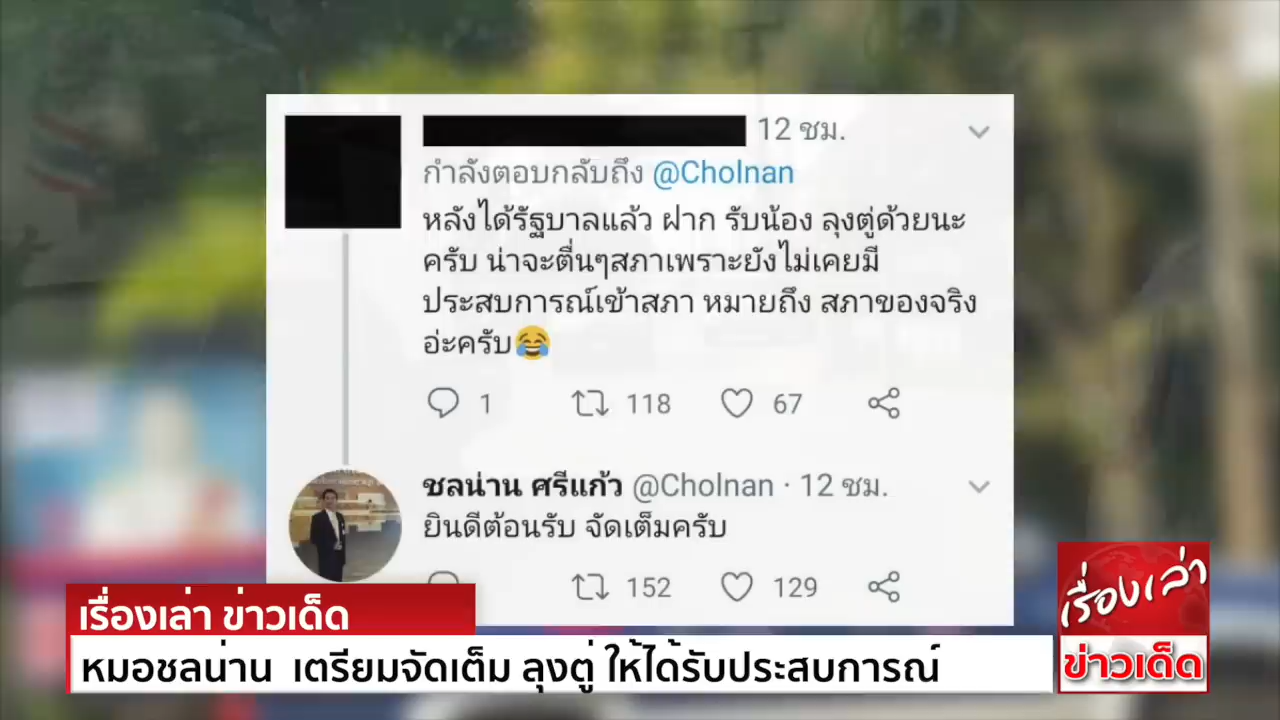 12 ชม.
กำลังตอบกลับถึง @Cholnan
หลังได้รัฐบาลแล้ว ฝาก รับน้อง ลุงตู่ด้วยนะ
ครับ น่าจะตื่นๆสภาเพราะยังไม่เคยมี
ประสบการณ์เข้าสภา หมายถึง สภาของจริง
อ่ะครับ😂
1 118 67
ชลน่าน ศรีแก้ว @Cholnan · 12 ชม.
ยินดีต้อนรับ จัดเต็มครับ
152 129
เรื่องเล่า ข่าวเด็ด
หมอชลน่าน เตรียมจัดเต็ม ลุงตู่ ให้ได้รับประสบการณ์
เรื่องเล่า
ข่าวเด็ด